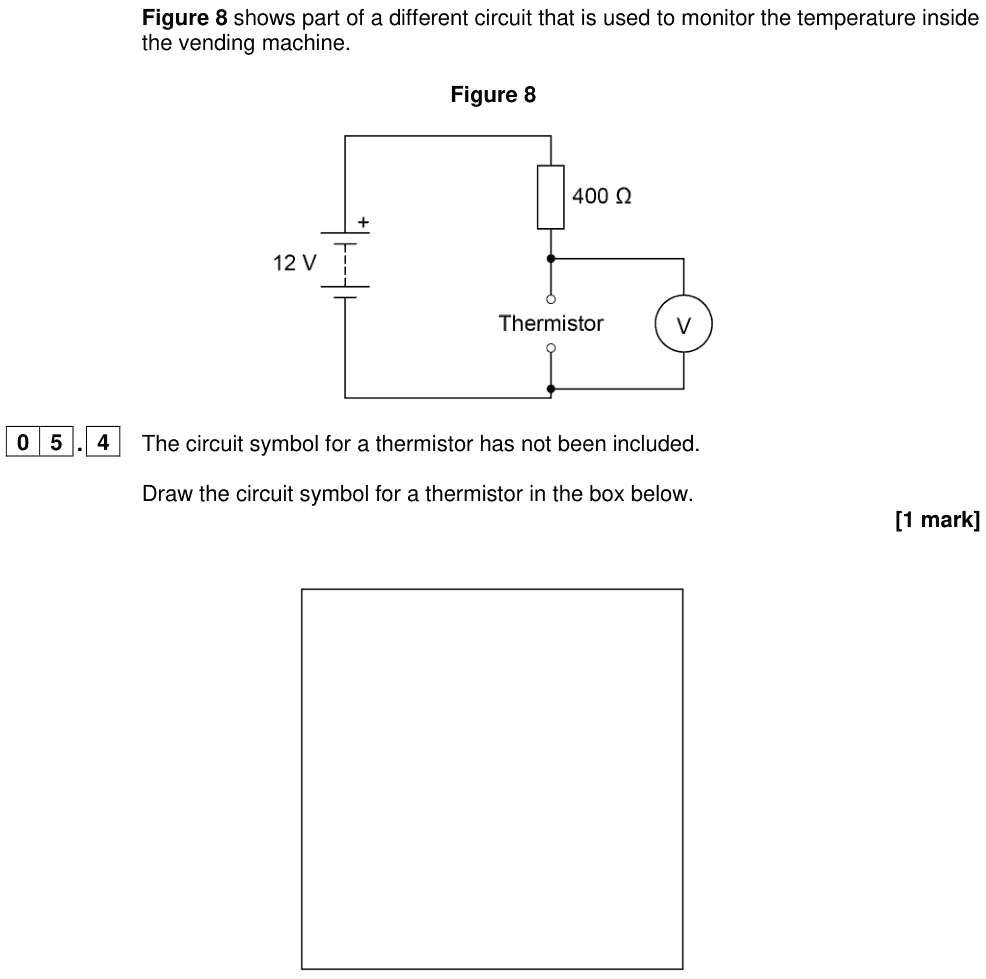 Figure 8 shows part of a different circuit that is used to monitor the temperature inside
the vending machine.
Figure 8
400 Ω
+
12 V
Thermistor
V
0 5 . 4 The circuit symbol for a thermistor has not been included.
Draw the circuit symbol for a thermistor in the box below.
[1 mark]